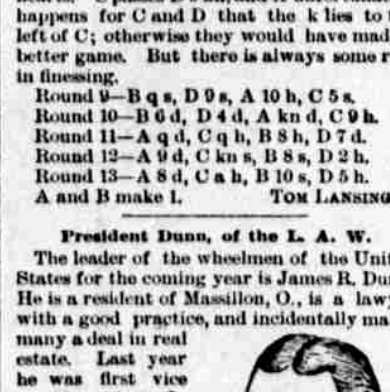 happens for C and D that the k lies to
left of C; otherwise they would have mad
better game. But there is always some r
in finessing.
Round 9—B q s, D 9 s, A 10 h, C 5 s.
Round 10—B 6 d, D 4 d, A kn d, C 9 h.
Round 11—A q d, C q h, B 8 h, D 7 d.
Round 12—A 9 d, C kn s, B 8 s, D 2 h.
Round 13—A 8 d, C a h, B 10 s, D 5 h.
A and B make 1. TOM LANSING
President Dunn, of the L. A. W.
The leader of the wheelmen of the Unit
States for the coming year is James R. Du
He is a resident of Massillon, O., is a law
with a good practice, and incidentally ma
many a deal in real
estate. Last year
he was first vice